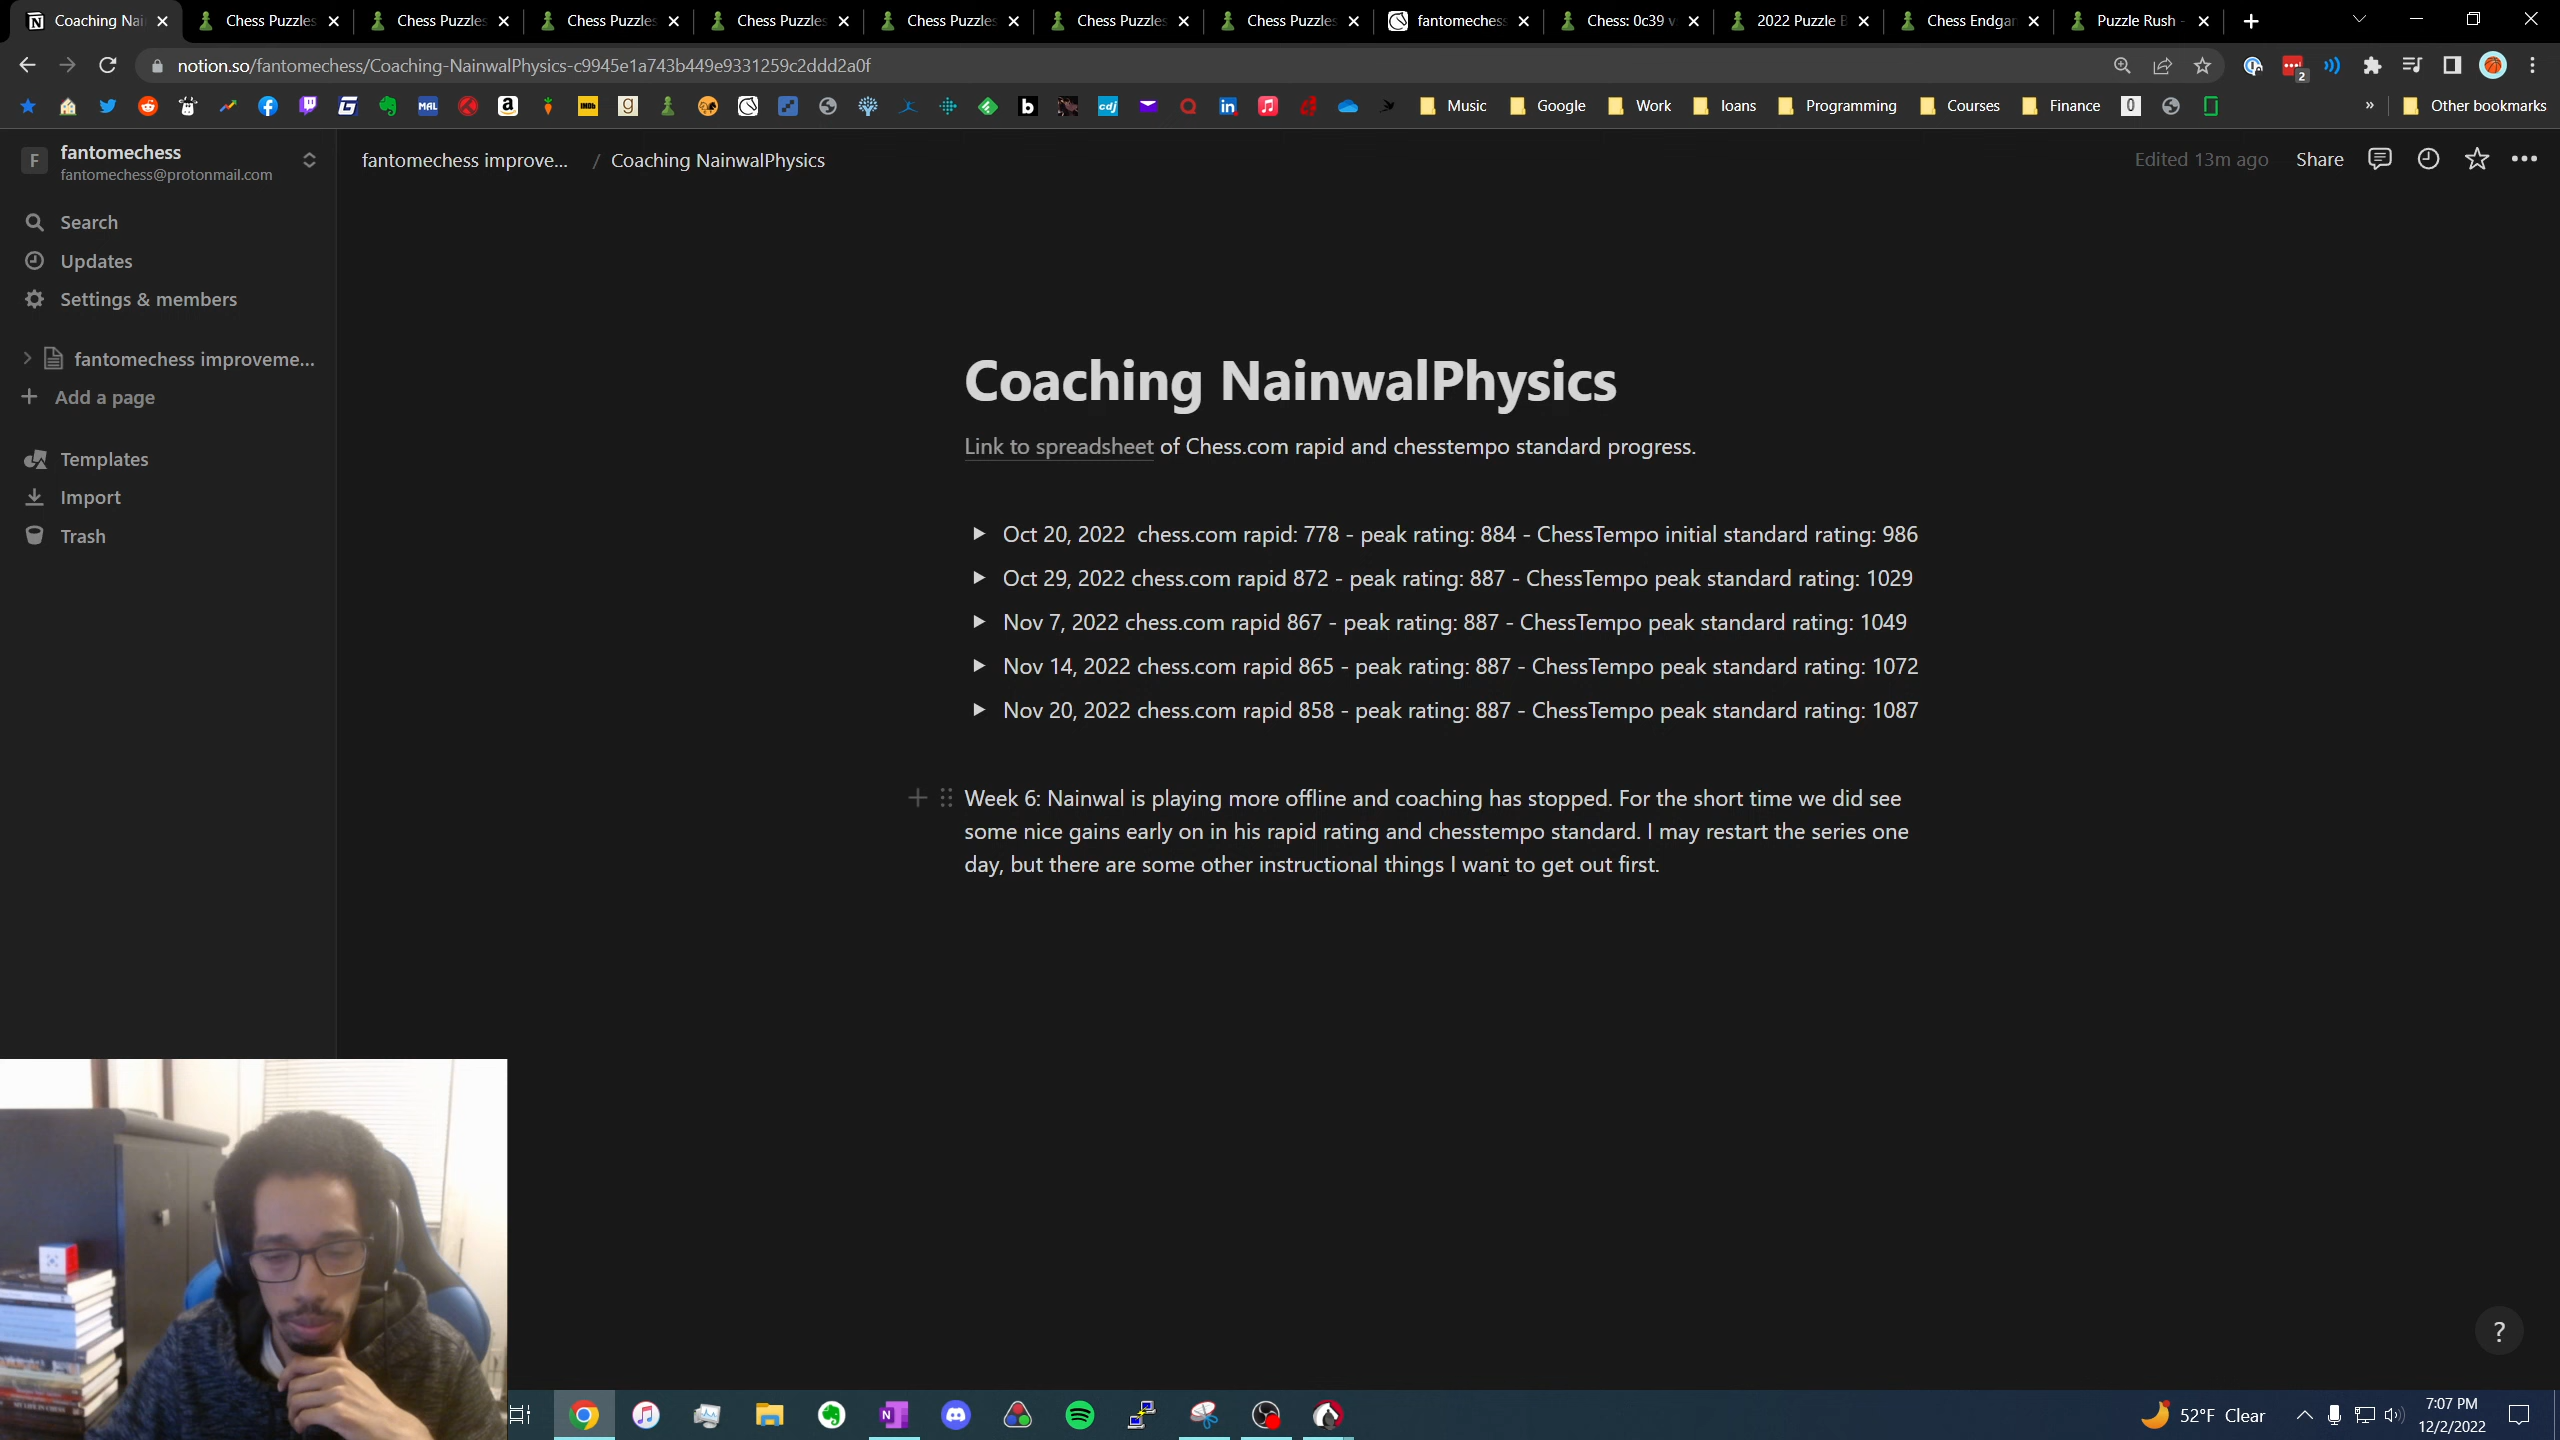 Coaching Nai
Chess Puzzles
Chess Puzzles
Chess Puzzles
Chess Puzzles
Chess Puzzles
Chess Puzzles
Chess Puzzles
fantomechess
Chess: 0c39 v
2022 Puzzle B
Chess Endgar
Puzzle Rush -
notion.so/fantomechess/Coaching-NainwalPhysics-c9945e1a743b449e9331259c2ddd2a0f
2
MAL
IMDb
g
b
cdj
in
Music
Google
Work
loans
Programming
Courses
Finance
0
»
Other bookmarks
F
fantomechess
fantomechess@protonmail.com
fantomechess improve... / Coaching NainwalPhysics
Edited 13m ago
Share
Search
Updates
Settings & members
fantomechess improveme...
Add a page
Templates
Import
Trash
Coaching NainwalPhysics
Link to spreadsheet of Chess.com rapid and chesstempo standard progress.
Oct 20, 2022 chess.com rapid: 778 - peak rating: 884 - ChessTempo initial standard rating: 986
Oct 29, 2022 chess.com rapid 872 - peak rating: 887 - ChessTempo peak standard rating: 1029
Nov 7, 2022 chess.com rapid 867 - peak rating: 887 - ChessTempo peak standard rating: 1049
Nov 14, 2022 chess.com rapid 865 - peak rating: 887 - ChessTempo peak standard rating: 1072
Nov 20, 2022 chess.com rapid 858 - peak rating: 887 - ChessTempo peak standard rating: 1087
Week 6: Nainwal is playing more offline and coaching has stopped. For the short time we did see
some nice gains early on in his rapid rating and chesstempo standard. I may restart the series one
day, but there are some other instructional things I want to get out first.
?
N
52°F Clear
7:07 PM
12/2/2022